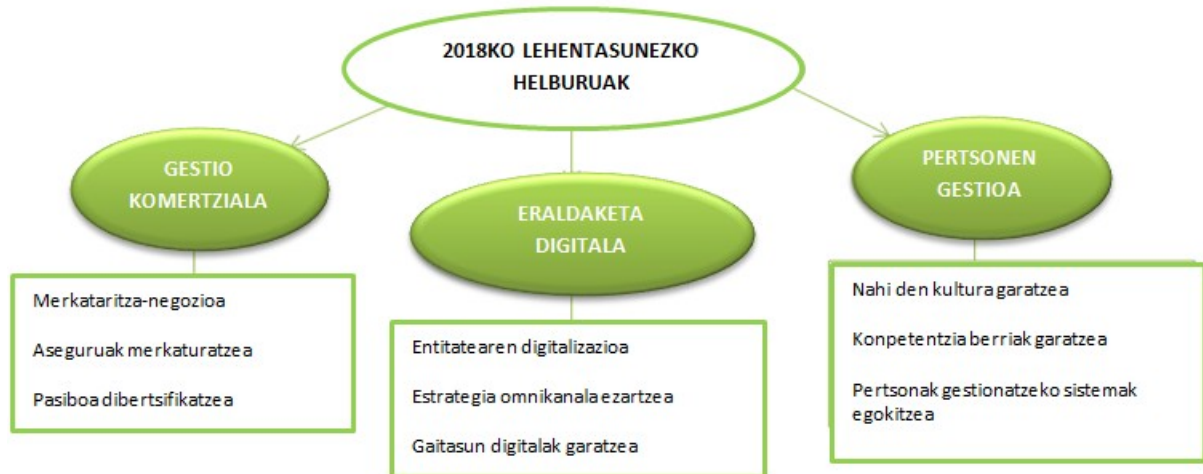 2018KO LEHENTASUNEZKO
HELBURUAK
GESTIO
KOMERTZIALA
Merkataritza-negozioa
Aseguruak merkaturatzea
Pasiboa dibertsifikatzea
ERALDAKETA
DIGITALA
Entitatearen digitalizazioa
Estrategia omnikanala ezartzea
Gaitasun digitalak garatzea
PERTSONEN
GESTIOA
Nahi den kultura garatzea
Konpetentzia berriak garatzea
Pertsonak gestionatzeko sistemak
egokitzea